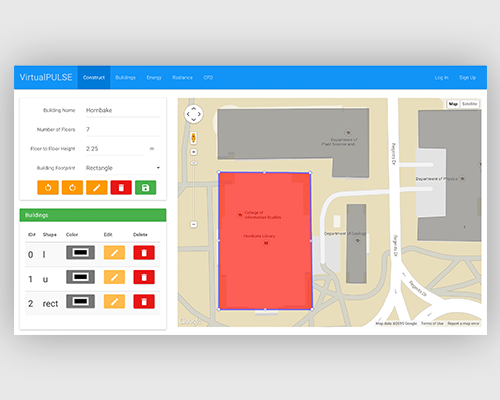 VirtualPULSE Construct Buildings Energy Radiance CFD Log In Sign Up
Building Name Hornbake
Number of Floors 7
Floor to Floor Height 2.25 m
Building Footprint Rectangle
Buildings
ID# Shape Color Edit Delete
0 l
1 u
2 rect
Map Satellite
Department of
Plant Science and
Regents Dr
Department of Physics
College of
Information Studies
Hornbake Library
Department of Geology
Regents Dr
Regents Dr
Google
Map data ©2015 Google Terms of Use Report a map error